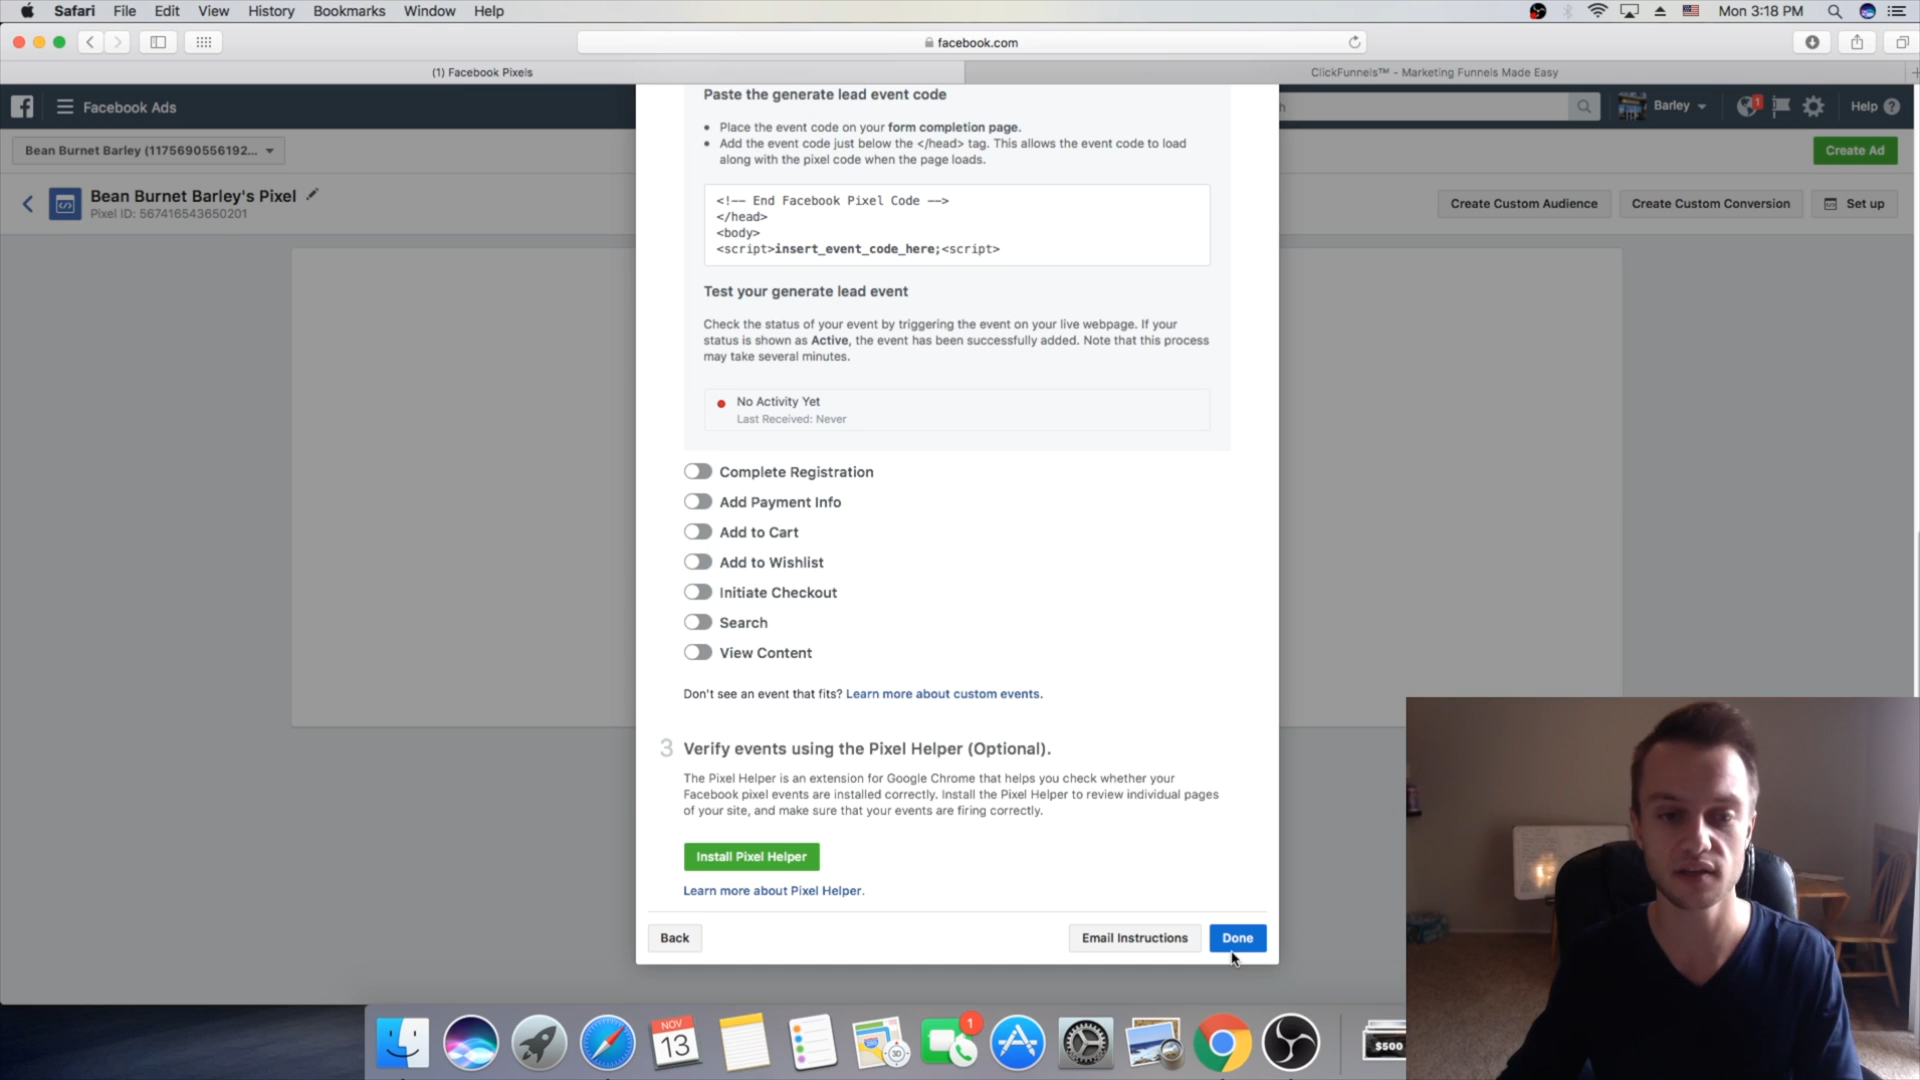 Safari File Edit View History Bookmarks Window Help Mon 3:18 PM
facebook.com
(1) Facebook Pixels
ClickFunnels™ - Marketing Funnels Made Easy
Facebook Ads
Barley
1
Help
Bean Burnet Barley (1175690556192...
Create Ad
Bean Burnet Barley's Pixel
Pixel ID: 567416543650201
Create Custom Audience
Create Custom Conversion
Set up
Paste the generate lead event code
Place the event code on your form completion page.
Add the event code just below the </head> tag. This allows the event code to load
along with the pixel code when the page loads.
<!-- End Facebook Pixel Code -->
</head>
<body>
<script>insert_event_code_here;<script>
Test your generate lead event
Check the status of your event by triggering the event on your live webpage. If your
status is shown as Active, the event has been successfully added. Note that this process
may take several minutes.
No Activity Yet
Last Received: Never
Complete Registration
Add Payment Info
Add to Cart
Add to Wishlist
Initiate Checkout
Search
View Content
Don't see an event that fits? Learn more about custom events.
3 Verify events using the Pixel Helper (Optional).
The Pixel Helper is an extension for Google Chrome that helps you check whether your
Facebook pixel events are installed correctly. Install the Pixel Helper to review individual pages
of your site, and make sure that your events are firing correctly.
Install Pixel Helper
Learn more about Pixel Helper.
Back
Email Instructions
Done
NOV
13
3D
1
$500